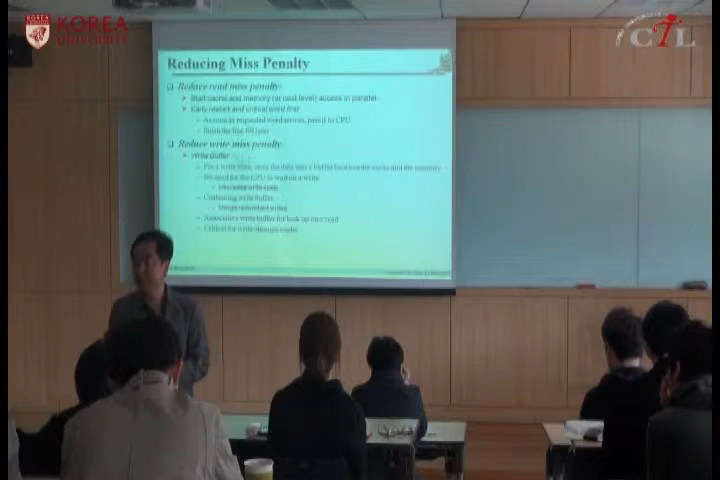 KOREA
UNIVERSITY
CTL
Reducing Miss Penalty
Reduce read miss penalty:
Start cache and memory (or next level) access in parallel
Early restart and critical word first
– As soon as requested word arrives, pass it to CPU
– finish the line fill later
Reduce write miss penalty
Write buffer
– For a write miss, store the data into a buffer between the cache and the memory
– No need for the CPU to wait on a write
– Coalescing write buffer
– Merge redundant writes
– Associative write buffer for look up on a read
– Critical for write through caches